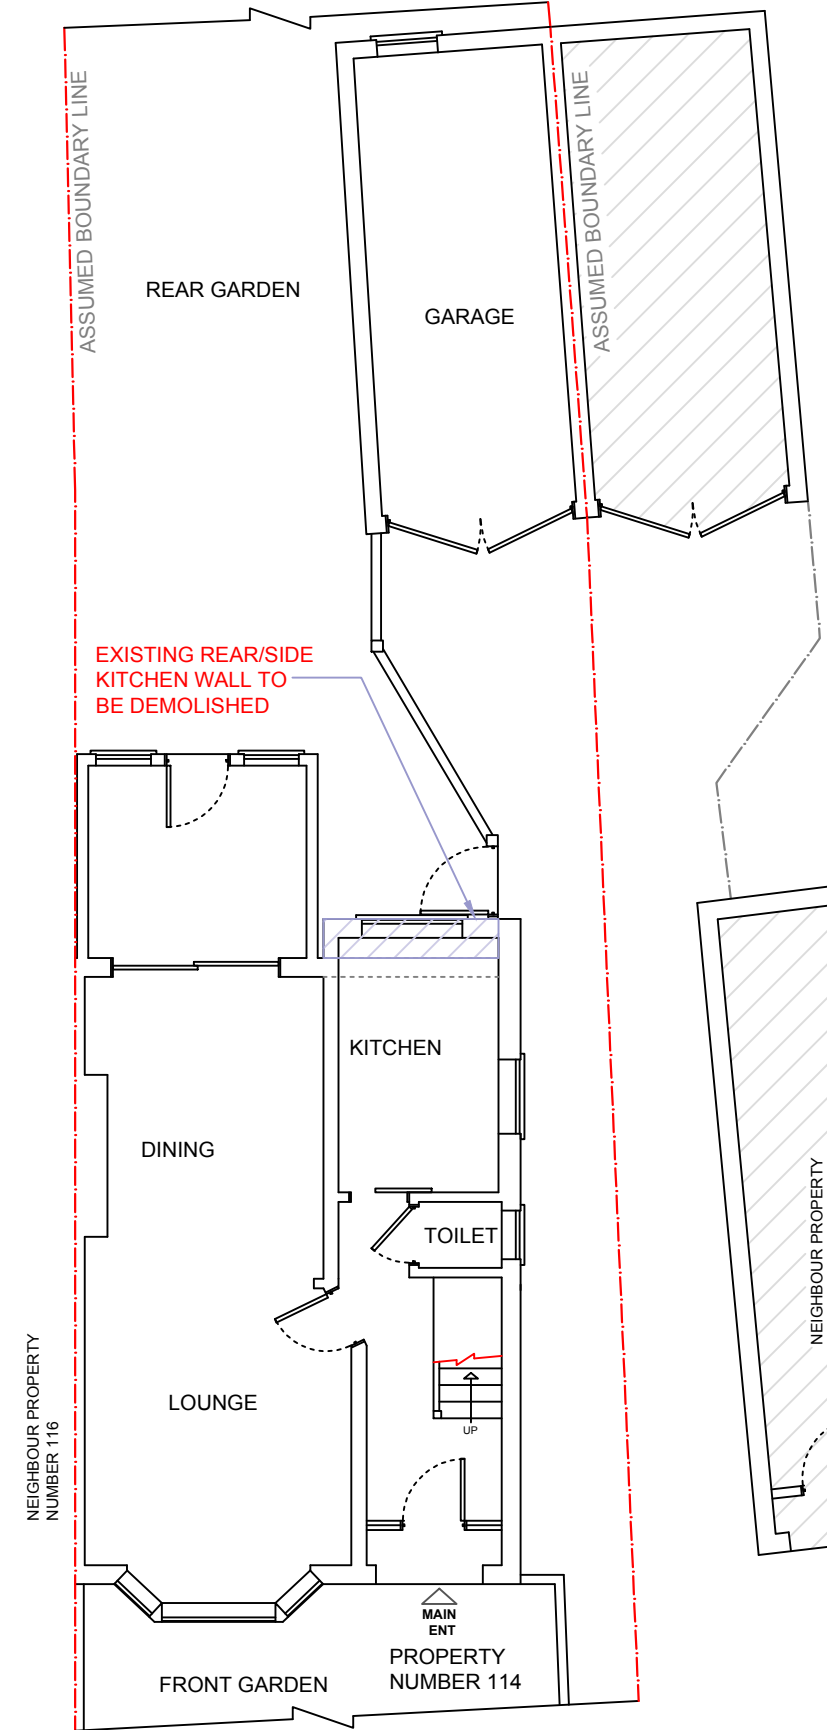 ASSUMED BOUNDARY LINE
ASSUMED BOUNDARY LINE
REAR GARDEN
GARAGE
EXISTING REAR/SIDE
KITCHEN WALL TO
BE DEMOLISHED
KITCHEN
DINING
TOILET
NEIGHBOUR PROPERTY
LOUNGE
UP
NEIGHBOUR PROPERTY
NUMBER 116
MAIN
ENT
PROPERTY
NUMBER 114
FRONT GARDEN